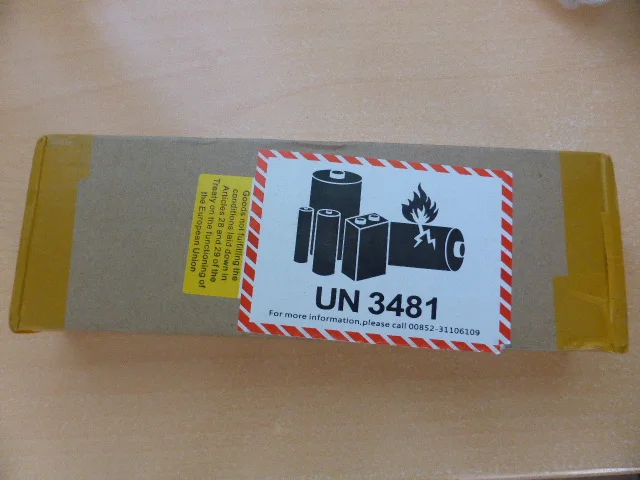 Goods not fulfilling the
conditions laid down in
Articles 28 and 29 of the
Treaty on the functioning of
the European Union
UN 3481
For more information,please call 00852-31106109